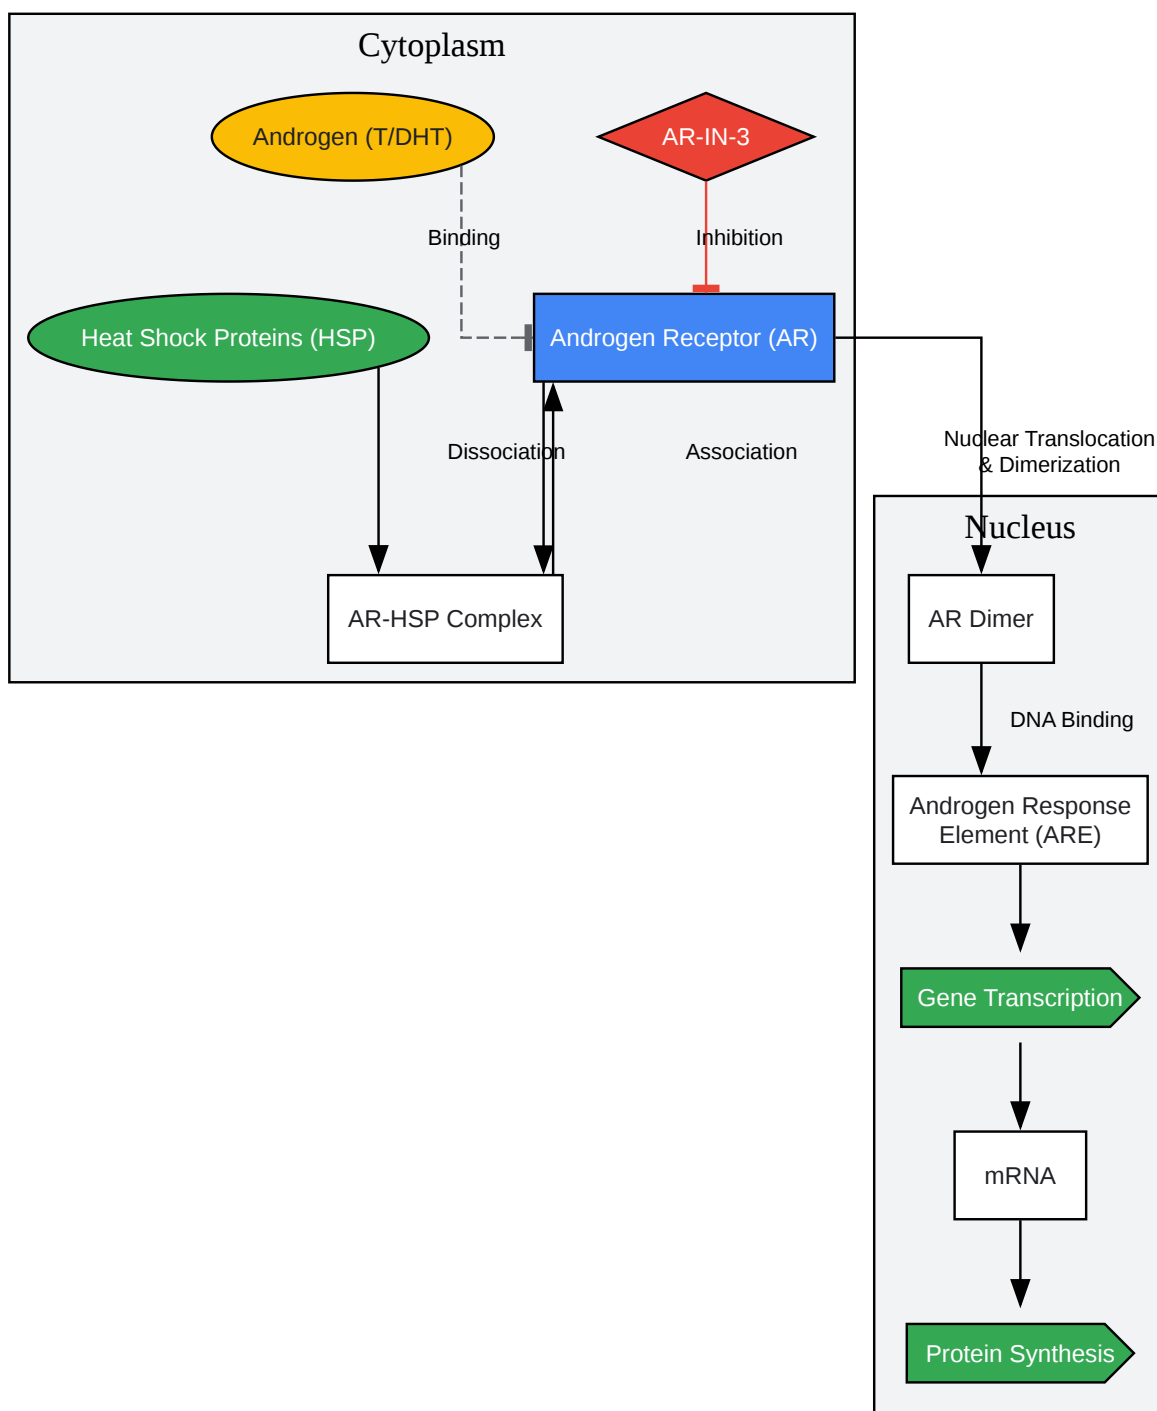 Cytoplasm
Androgen (T/DHT)
AR-IN-3
Binding
Inhibition
Heat Shock Proteins (HSP)
Androgen Receptor (AR)
Dissociation
Association
Nuclear Translocation
& Dimerization
Nucleus
AR-HSP Complex
AR Dimer
DNA Binding
Androgen Response
Element (ARE)
Gene Transcription
mRNA
Protein Synthesis